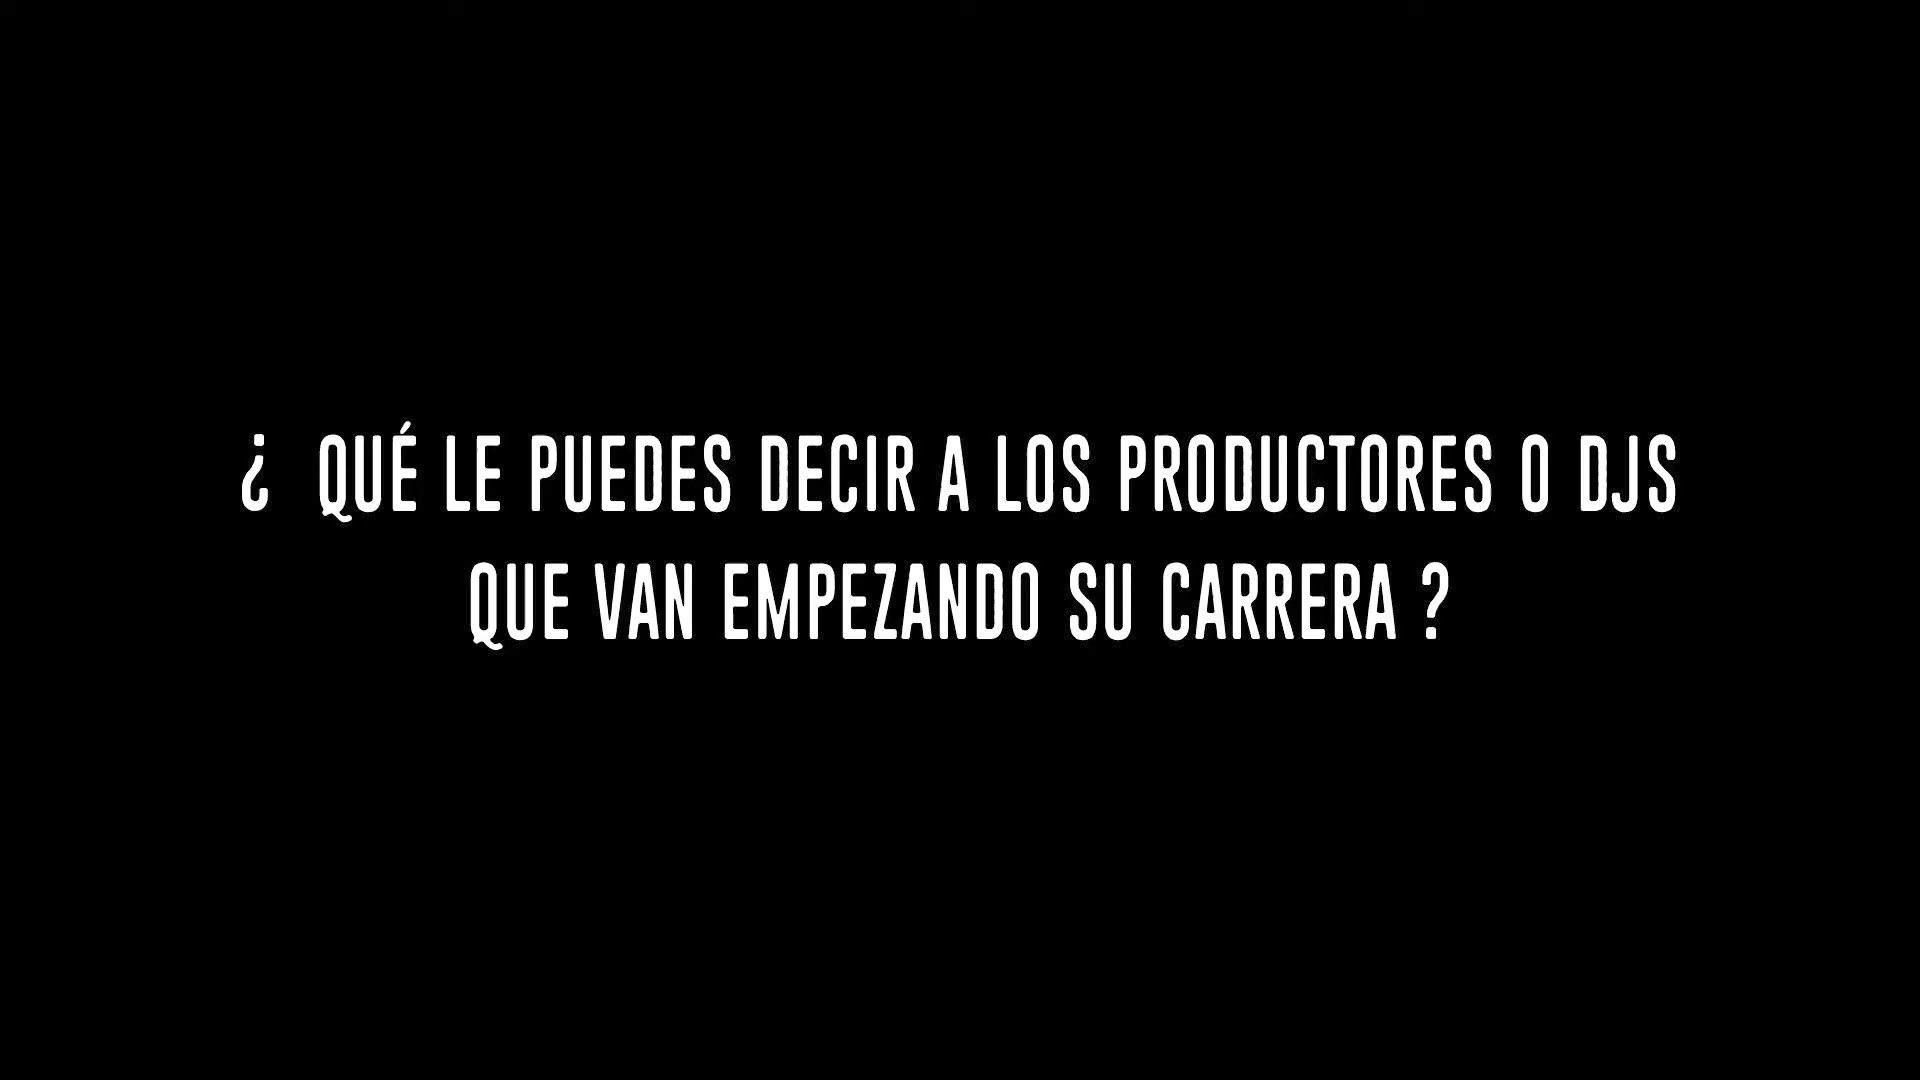 ¿ QUÉ LE PUEDES DECIR A LOS PRODUCTORES O DJS
QUE VAN EMPEZANDO SU CARRERA ?